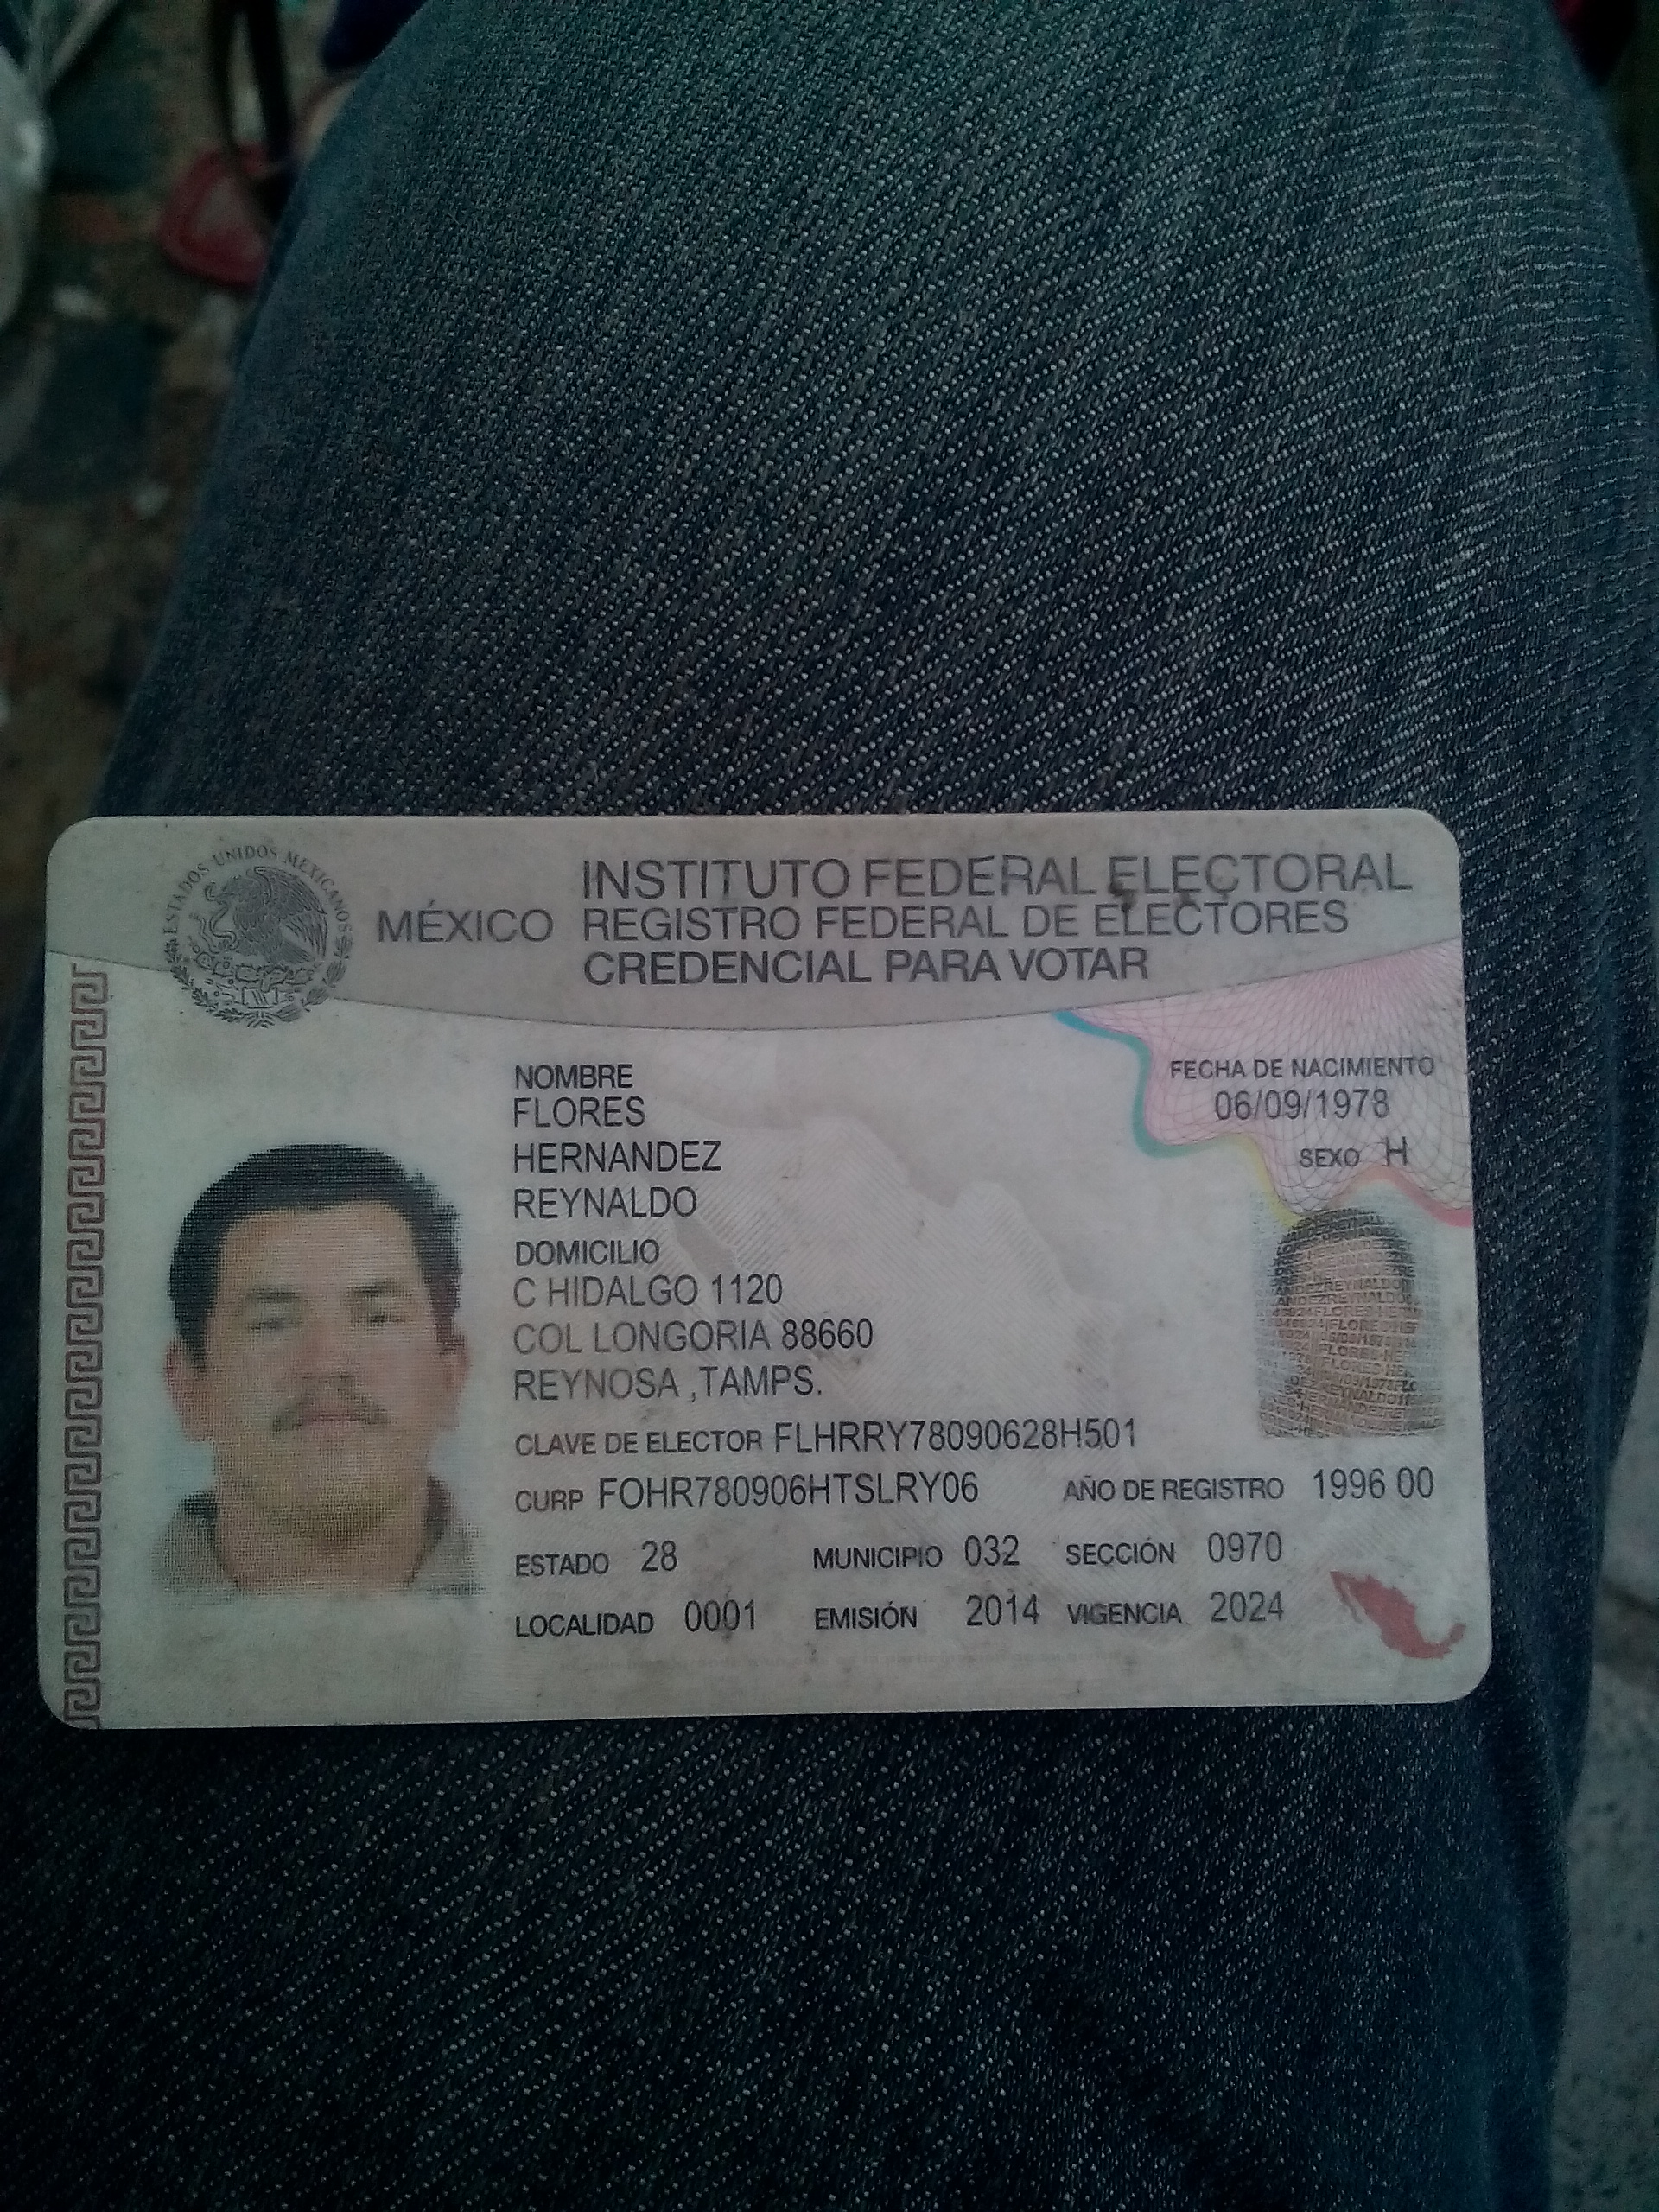 ESTADOS UNIDOS MEXICANOS
MÉXICO
INSTITUTO FEDERAL ELECTORAL
REGISTRO FEDERAL DE ELECTORES
CREDENCIAL PARA VOTAR
NOMBRE
FLORES
HERNANDEZ
REYNALDO
FECHA DE NACIMIENTO
06/09/1978
SEXO H
DOMICILIO
C HIDALGO 1120
COL LONGORIA 88660
REYNOSA ,TAMPS.
CLAVE DE ELECTOR FLHRRY78090628H501
CURP FOHR780906HTSLRY06 AÑO DE REGISTRO 1996 00
ESTADO 28 MUNICIPIO 032 SECCIÓN 0970
LOCALIDAD 0001 EMISIÓN 2014 VIGENCIA 2024